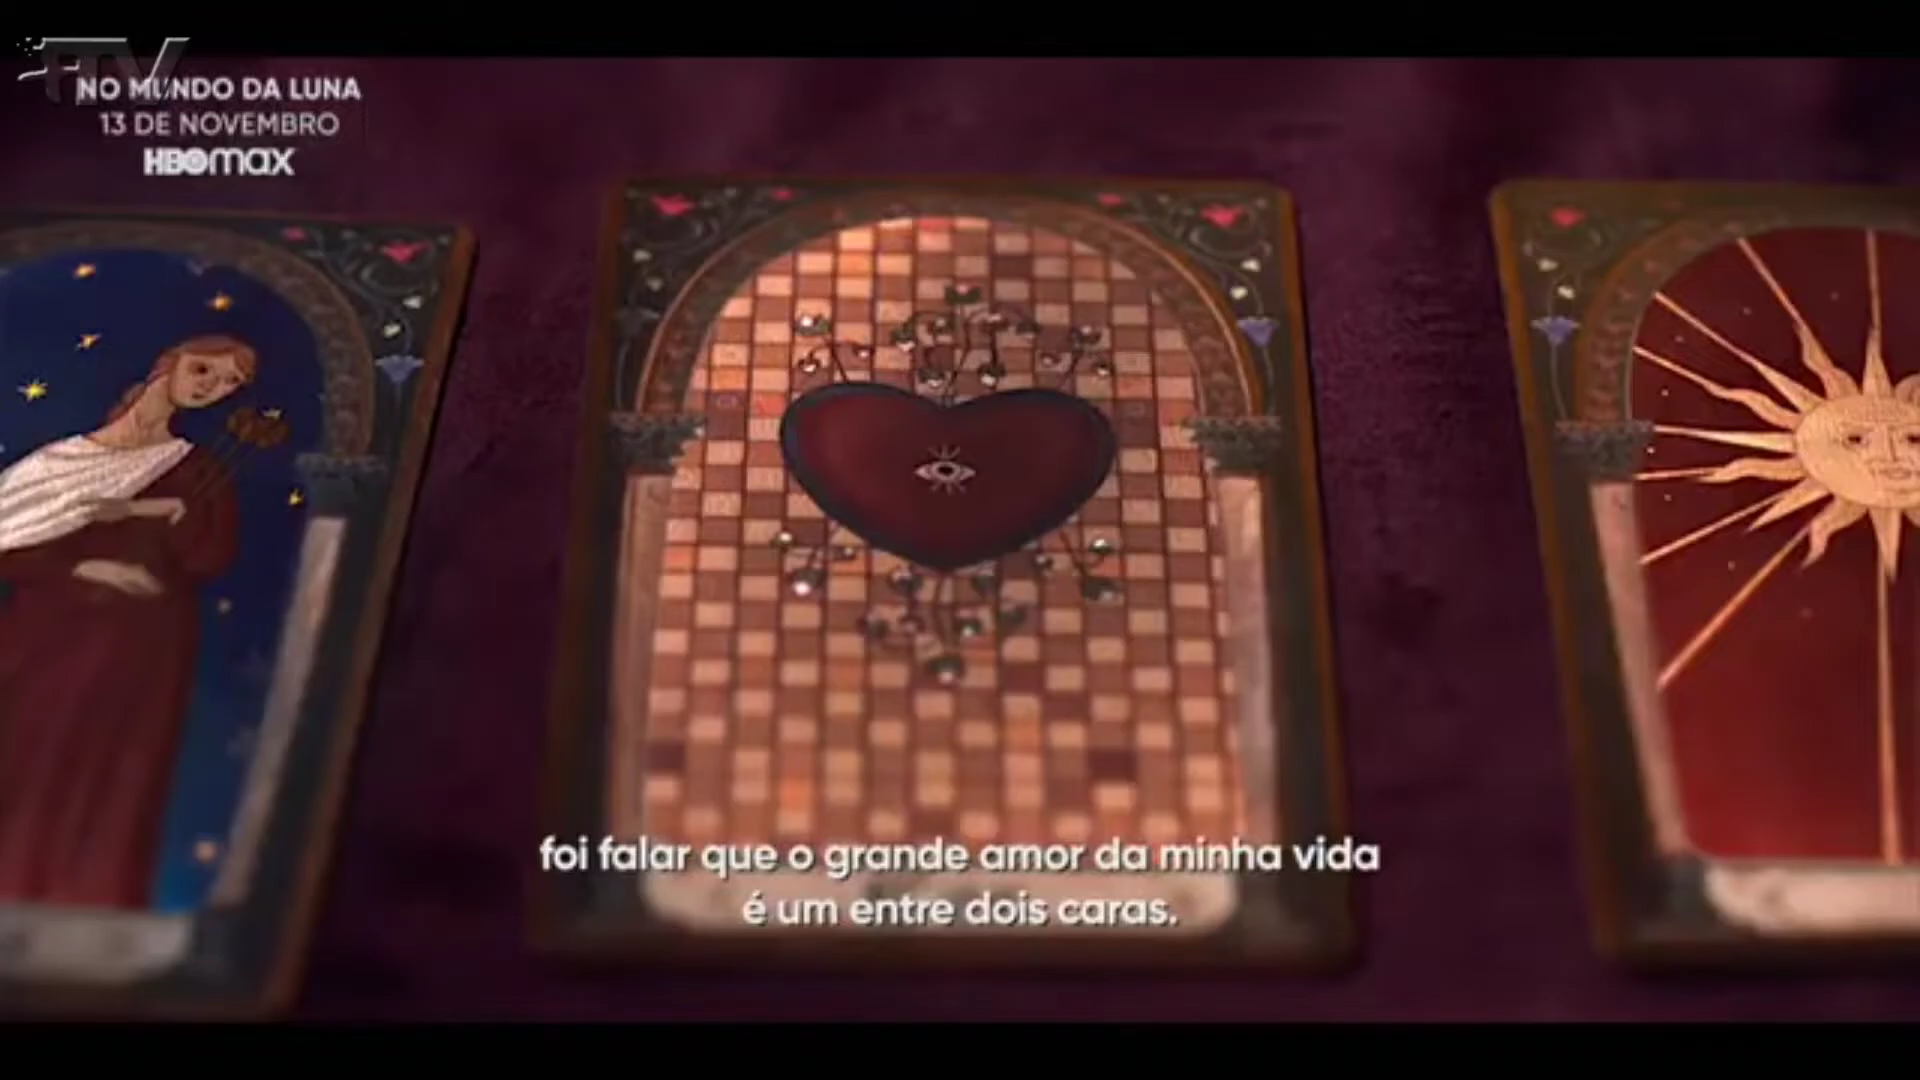 FTV
NO MUNDO DA LUNA
13 DE NOVEMBRO
HBOMAX
foi falar que o grande amor da minha vida
é um entre dois caras.